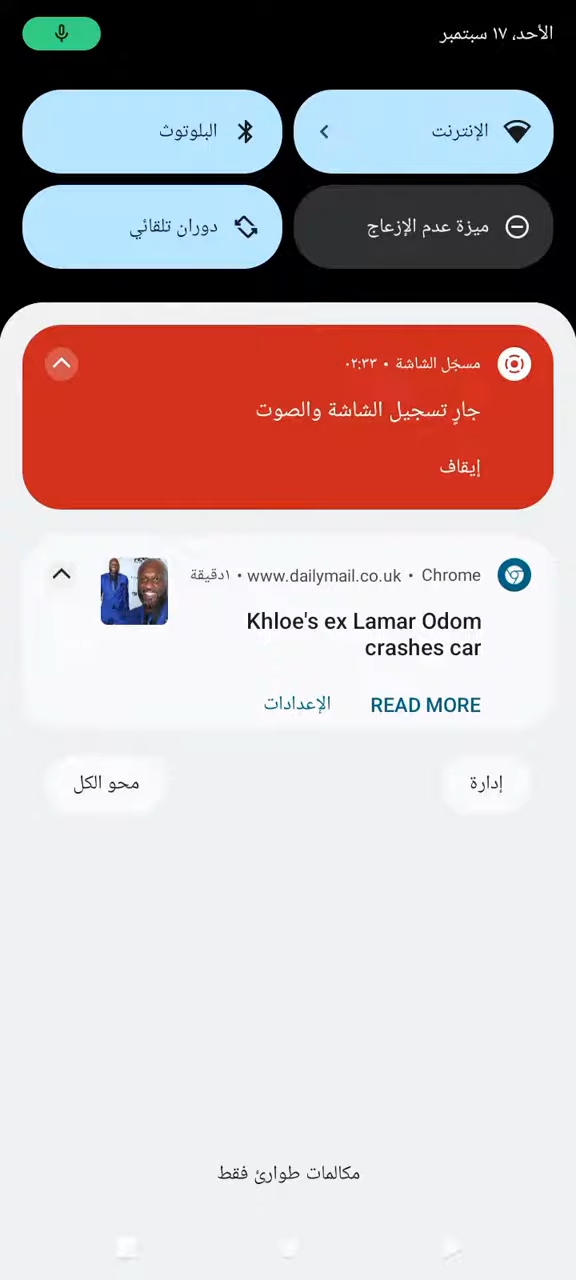 الأحد، ١٧ سبتمبر
الإنترنت
البلوتوث
ميزة عدم الإزعاج
دوران تلقائي
مسجّل الشاشة • ٠٢:٣٣
جارٍ تسجيل الشاشة والصوت
إيقاف
Chrome • www.dailymail.co.uk • ١دقيقة
Khloe's ex Lamar Odom
crashes car
READ MORE
الإعدادات
إدارة
محو الكل
مكالمات طوارئ فقط